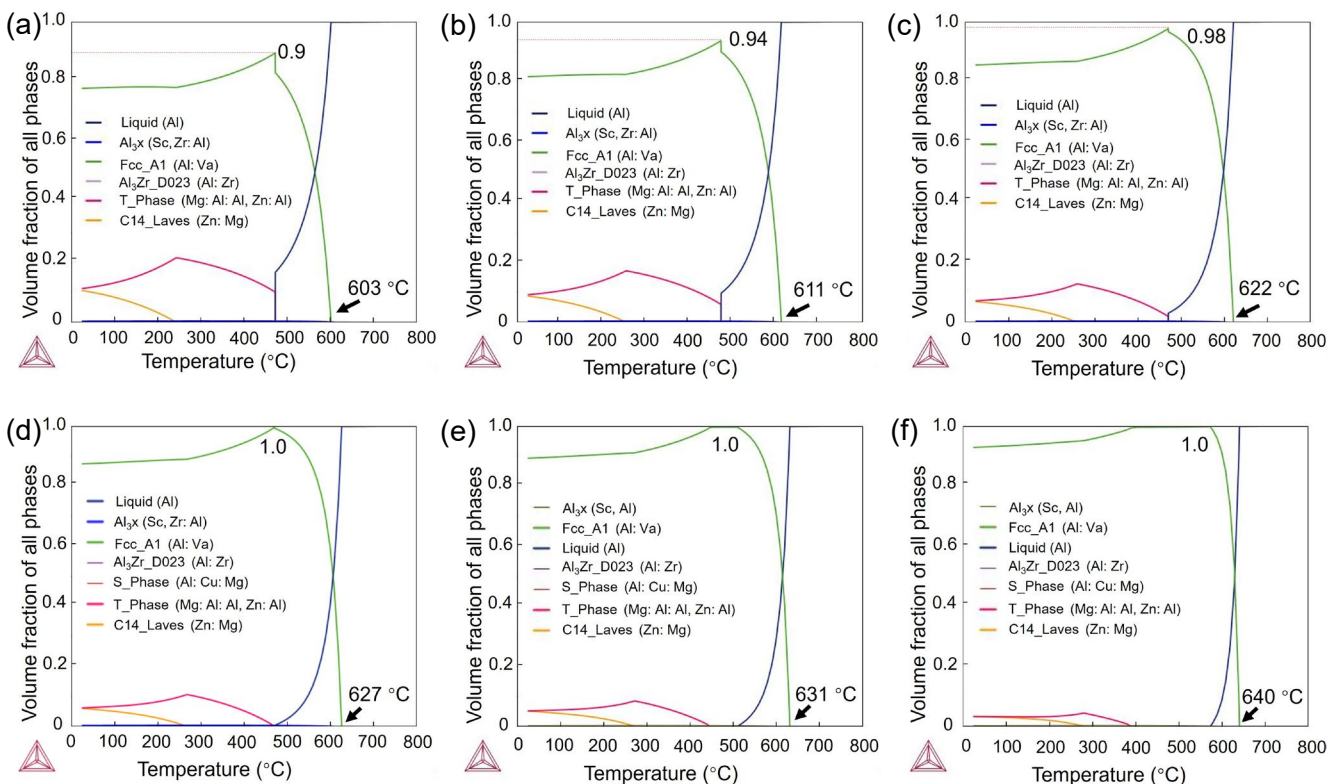 (a)
Volume fraction of all phases
1.0
0.8
0.6
0.4
0.2
0
0.9
Liquid (Al)
Al₃x (Sc, Zr: Al)
Fcc_A1 (Al: Va)
Al₃Zr_D023 (Al: Zr)
T_Phase (Mg: Al: Al, Zn: Al)
C14_Laves (Zn: Mg)
603 °C
0 100 200 300 400 500 600 700 800
Temperature (°C)
(b)
Volume fraction of all phases
1.0
0.8
0.6
0.4
0.2
0
0.94
Liquid (Al)
Al₃x (Sc, Zr: Al)
Fcc_A1 (Al: Va)
Al₃Zr_D023 (Al: Zr)
T_Phase (Mg: Al: Al, Zn: Al)
C14_Laves (Zn: Mg)
611 °C
0 100 200 300 400 500 600 700 800
Temperature (°C)
(c)
Volume fraction of all phases
1.0
0.8
0.6
0.4
0.2
0
0.98
Liquid (Al)
Al₃x (Sc, Zr: Al)
Fcc_A1 (Al: Va)
Al₃Zr_D023 (Al: Zr)
T_Phase (Mg: Al: Al, Zn: Al)
C14_Laves (Zn: Mg)
622 °C
0 100 200 300 400 500 600 700 800
Temperature (°C)
(d)
Volume fraction of all phases
1.0
0.8
0.6
0.4
0.2
0
1.0
Liquid (Al)
Al₃x (Sc, Zr: Al)
Fcc_A1 (Al: Va)
Al₃Zr_D023 (Al: Zr)
S_Phase (Al: Cu: Mg)
T_Phase (Mg: Al: Al, Zn: Al)
C14_Laves (Zn: Mg)
627 °C
0 100 200 300 400 500 600 700 800
Temperature (°C)
(e)
Volume fraction of all phases
1.0
0.8
0.6
0.4
0.2
0
1.0
Al₃x (Sc, Al)
Fcc_A1 (Al: Va)
Liquid (Al)
Al₃Zr_D023 (Al: Zr)
S_Phase (Al: Cu: Mg)
T_Phase (Mg: Al: Al, Zn: Al)
C14_Laves (Zn: Mg)
631 °C
0 100 200 300 400 500 600 700 800
Temperature (°C)
(f)
Volume fraction of all phases
1.0
0.8
0.6
0.4
0.2
0
1.0
Al₃x (Sc, Al)
Fcc_A1 (Al: Va)
Liquid (Al)
Al₃Zr_D023 (Al: Zr)
S_Phase (Al: Cu: Mg)
T_Phase (Mg: Al: Al, Zn: Al)
C14_Laves (Zn: Mg)
640 °C
0 100 200 300 400 500 600 700 800
Temperature (°C)